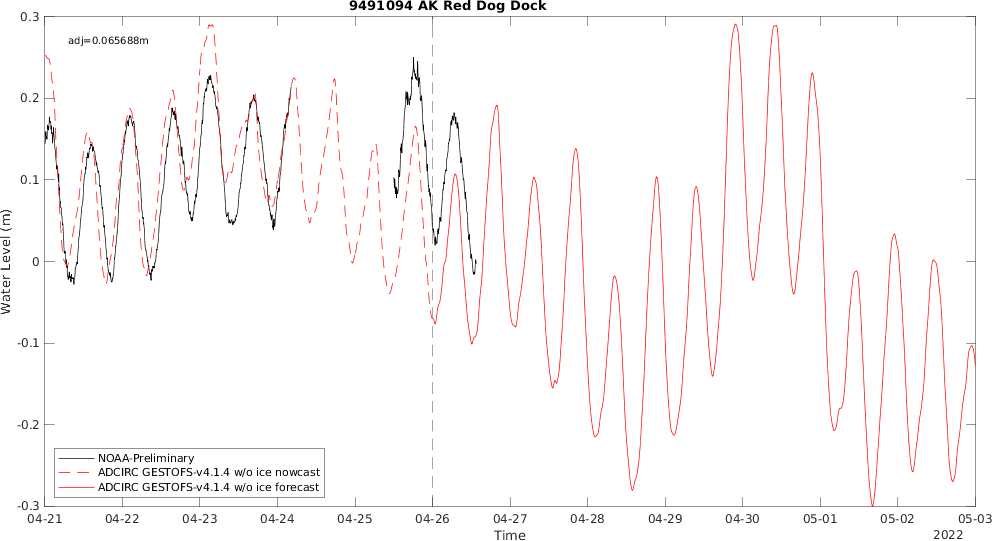 9491094 AK Red Dog Dock
adj=0.065688m
0.3
0.2
0.1
0
-0.1
-0.2
-0.3
Water Level (m)
NOAA-Preliminary
ADCIRC GESTOFS-v4.1.4 w/o ice nowcast
ADCIRC GESTOFS-v4.1.4 w/o ice forecast
04-21 04-22 04-23 04-24 04-25 04-26 04-27 04-28 04-29 04-30 05-01 05-02 05-03
Time
2022